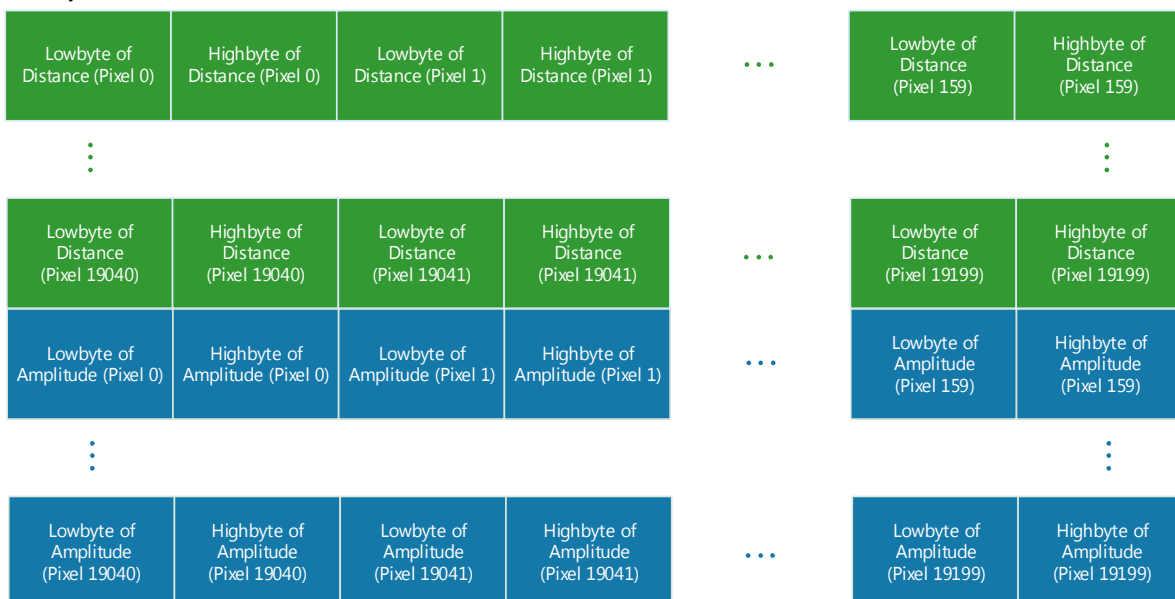 Lowbyte of
Distance (Pixel 0)
Highbyte of
Distance (Pixel 0)
Lowbyte of
Distance (Pixel 1)
Highbyte of
Distance (Pixel 1)
Lowbyte of
Distance
(Pixel 159)
Highbyte of
Distance
(Pixel 159)
Lowbyte of
Distance
(Pixel 19040)
Highbyte of
Distance
(Pixel 19040)
Lowbyte of
Distance
(Pixel 19041)
Highbyte of
Distance
(Pixel 19041)
Lowbyte of
Distance
(Pixel 19199)
Highbyte of
Distance
(Pixel 19199)
Lowbyte of
Amplitude (Pixel 0)
Highbyte of
Amplitude (Pixel 0)
Lowbyte of
Amplitude (Pixel 1)
Highbyte of
Amplitude (Pixel 1)
Lowbyte of
Amplitude
(Pixel 159)
Highbyte of
Amplitude
(Pixel 159)
Lowbyte of
Amplitude
(Pixel 19040)
Highbyte of
Amplitude
(Pixel 19040)
Lowbyte of
Amplitude
(Pixel 19041)
Highbyte of
Amplitude
(Pixel 19041)
Lowbyte of
Amplitude
(Pixel 19199)
Highbyte of
Amplitude
(Pixel 19199)